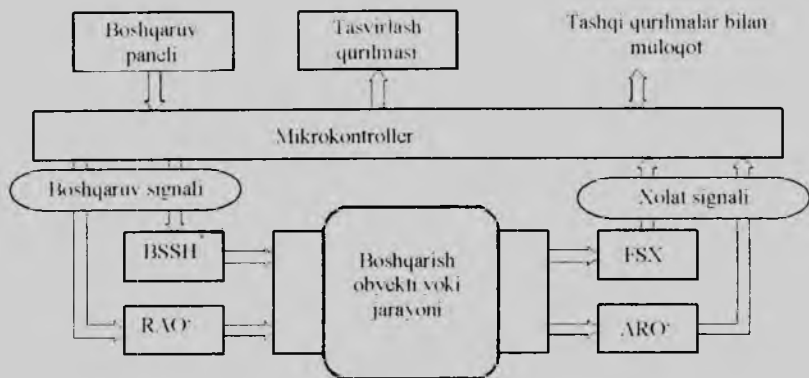 Boshqaruv
paneli
Tasvirlash
qurilmasi
Tashqi qurilmalar bilan
muloqot
Mikrokontroller
Boshqaruv signali
Xolat signali
BSSH
Boshqarish
obyekti yoki
jarayoni
FSX
RAO'
ARO'